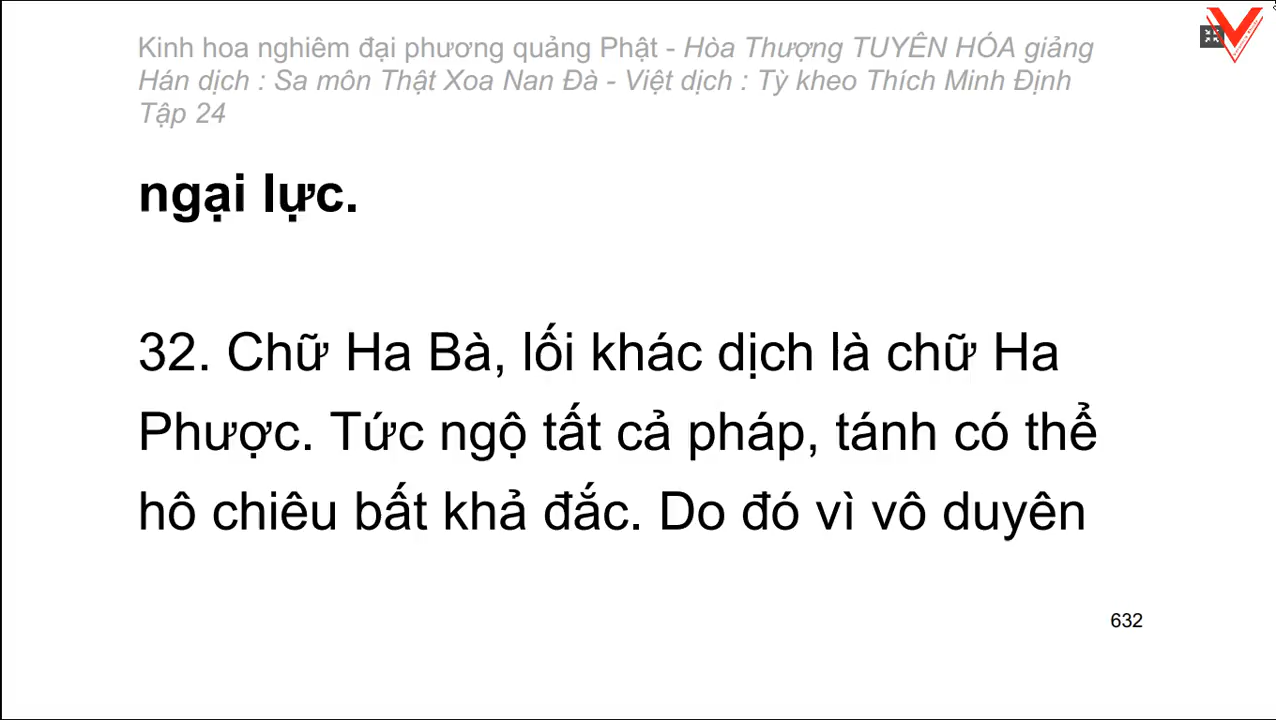 Kinh hoa nghiêm đại phương quảng Phật - Hòa Thượng TUYÊN HÓA giảng
Hán dịch : Sa môn Thật Xoa Nan Đà - Việt dịch : Tỳ kheo Thích Minh Định
Tập 24
ngại lực.
32. Chữ Ha Bà, lối khác dịch là chữ Ha
Phược. Tức ngộ tất cả pháp, tánh có thể
hô chiêu bất khả đắc. Do đó vì vô duyên
632